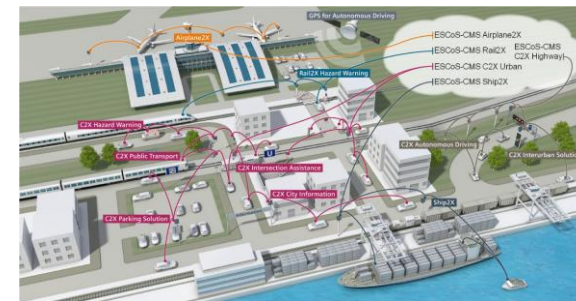 GPS for Autonomous Driving
Airplane2X
ESCoS-CMS Airplane2X
ESCoS-CMS Rail2X
ESCoS-CMS
C2X Highway
ESCoS-CMS C2X Urban
ESCoS-CMS Ship2X
Rail2X Hazard Warning
C2X Hazard Warning
C2X Public Transport
C2X Intersection Assistance
C2X Autonomous Driving
C2X Interurban Solution
C2X City Information
C2X Parking Solution
Ship2X
U